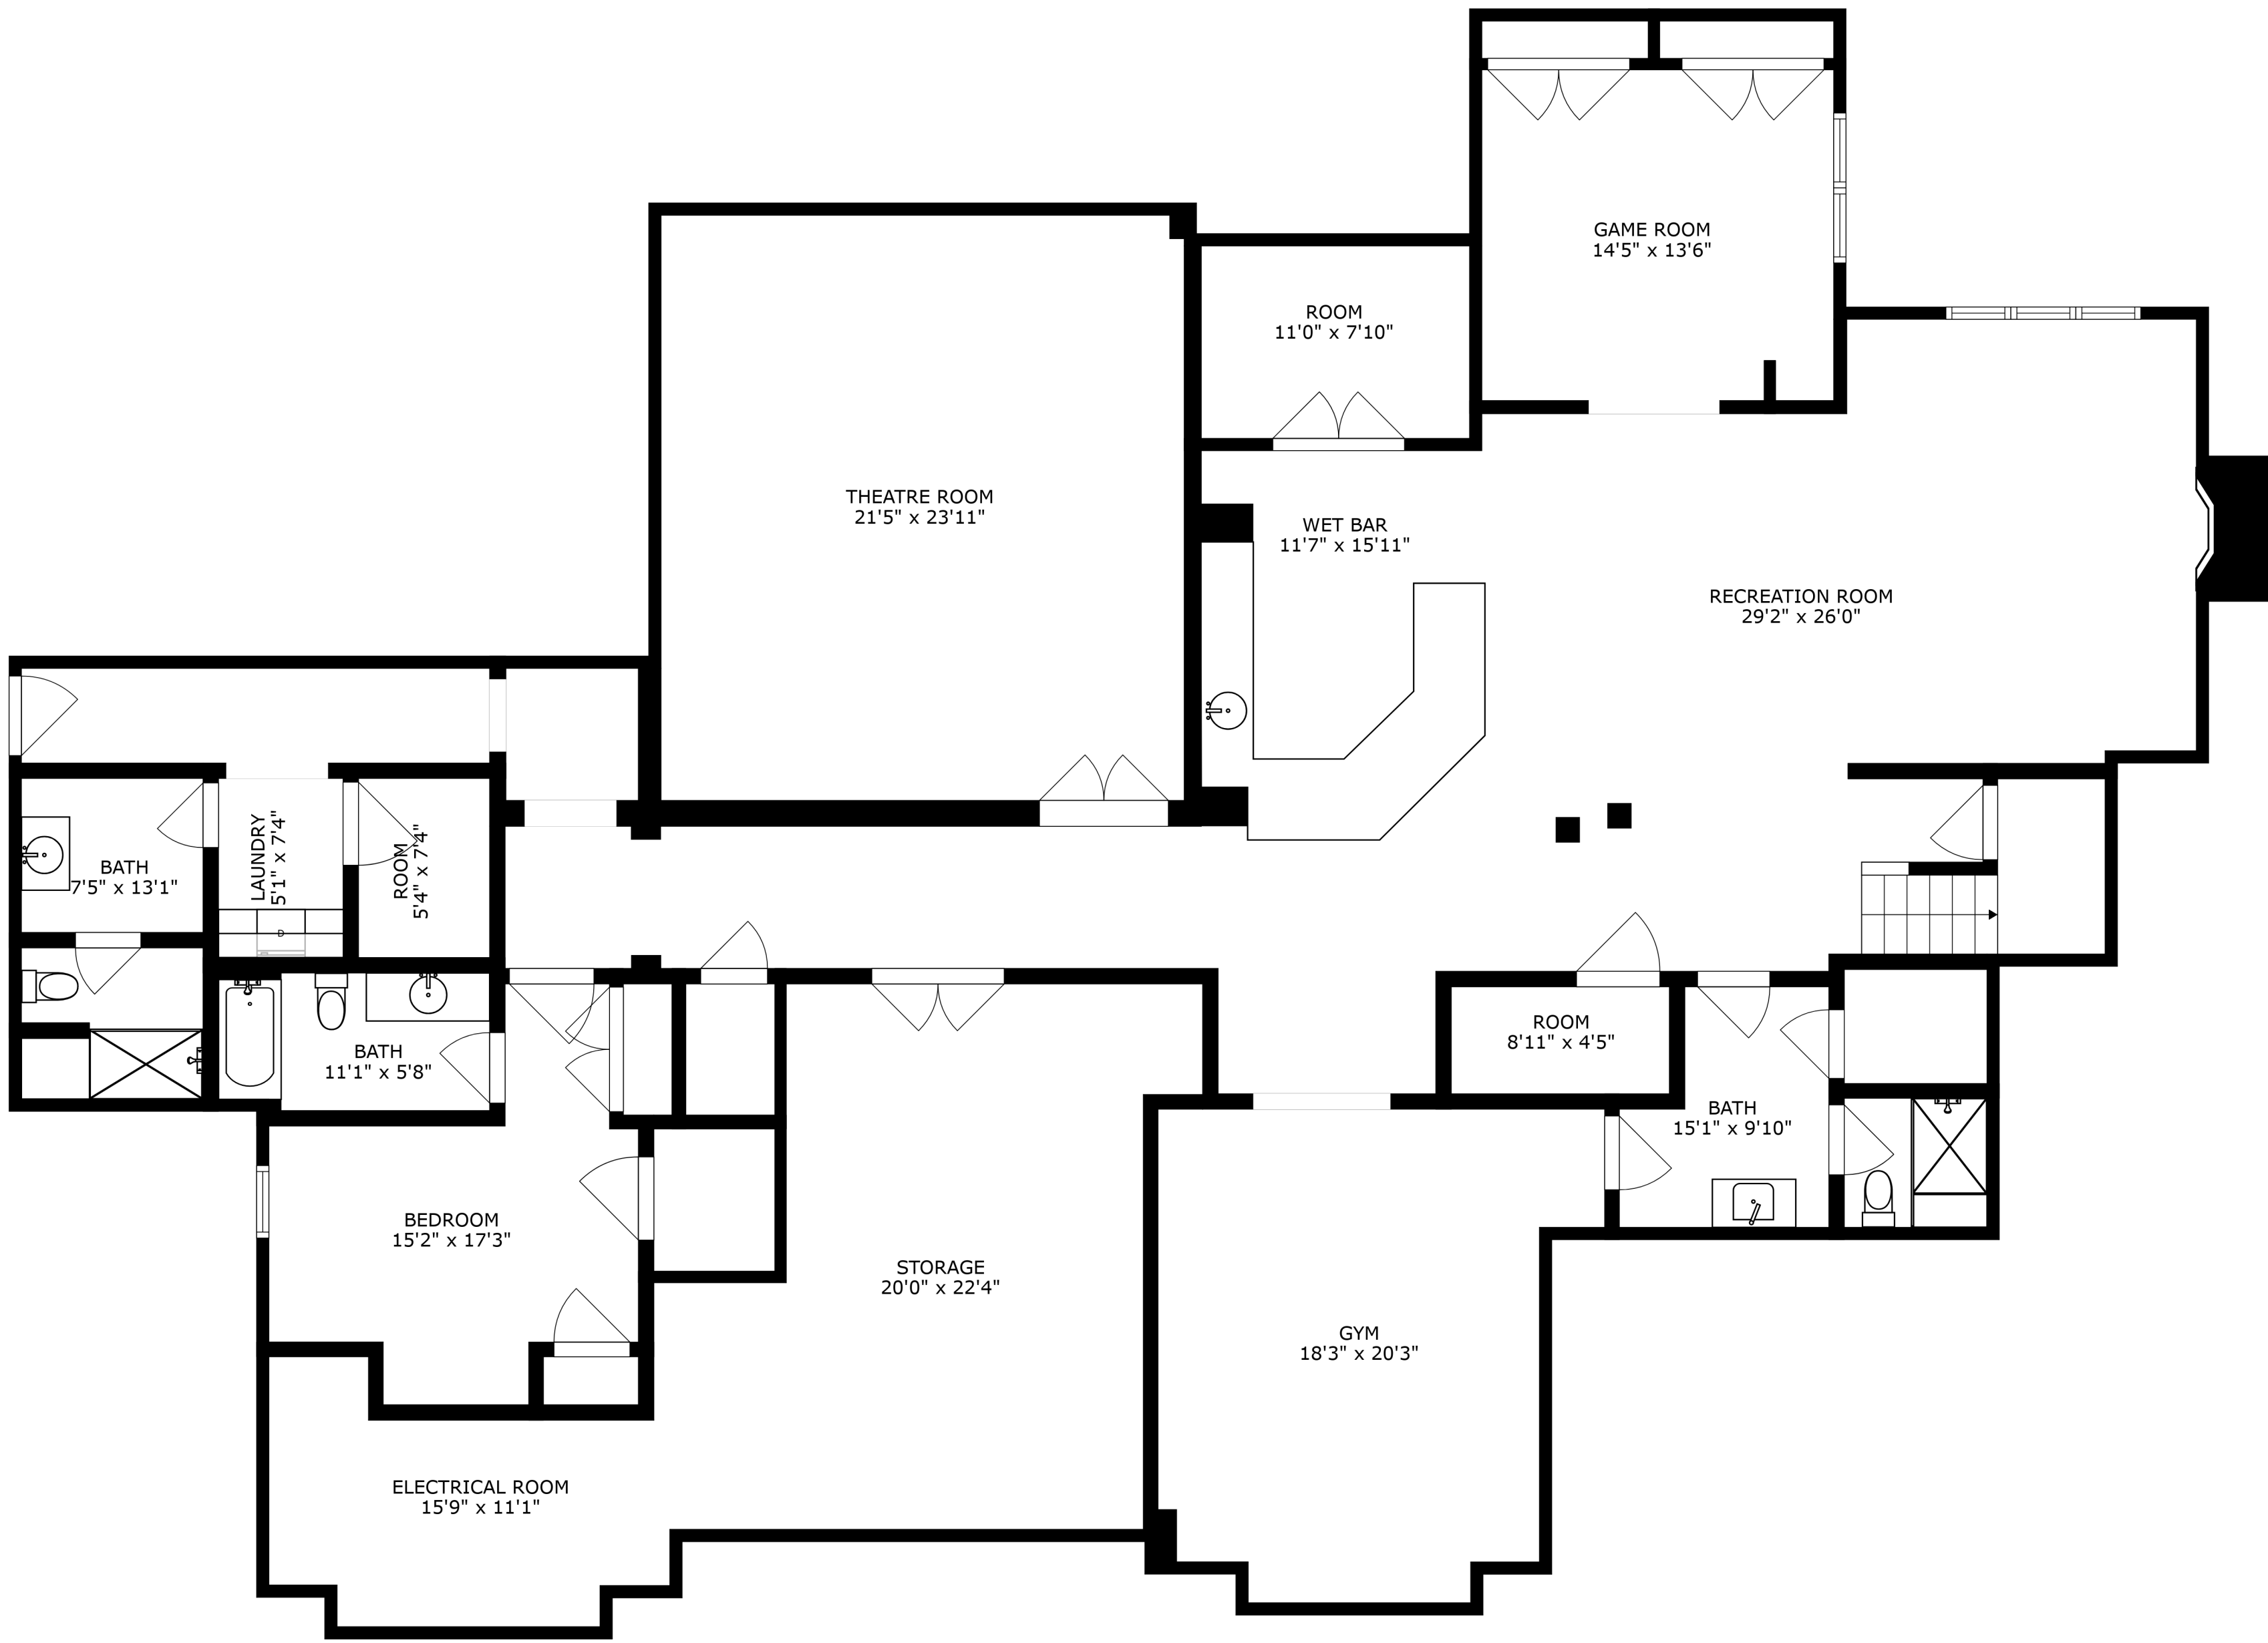 GAME ROOM
14'5" x 13'6"
ROOM
11'0" x 7'10"
THEATRE ROOM
21'5" x 23'11"
WET BAR
11'7" x 15'11"
RECREATION ROOM
29'2" x 26'0"
BATH
7'5" x 13'1"
LAUNDRY
5'1" x 7'4"
D
ROOM
5'4" x 7'4"
BATH
11'1" x 5'8"
ROOM
8'11" x 4'5"
BATH
15'1" x 9'10"
BEDROOM
15'2" x 17'3"
STORAGE
20'0" x 22'4"
GYM
18'3" x 20'3"
ELECTRICAL ROOM
15'9" x 11'1"